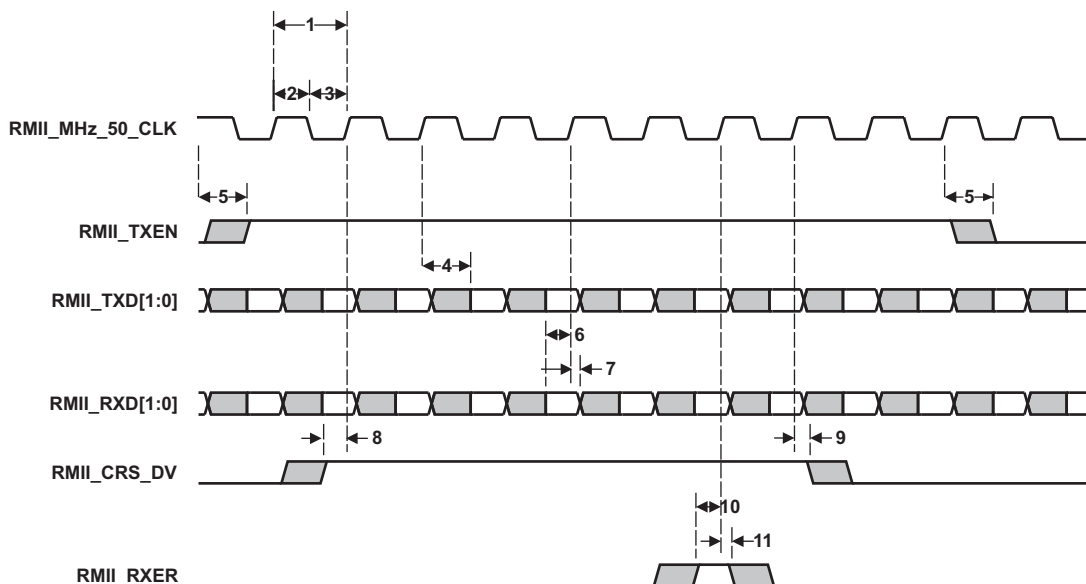 1
2 3
RMII_MHz_50_CLK
5 5
RMII_TXEN
4
RMII_TXD[1:0]
6
7
RMII_RXD[1:0]
8 9
RMII_CRS_DV
10
11
RMII_RXER